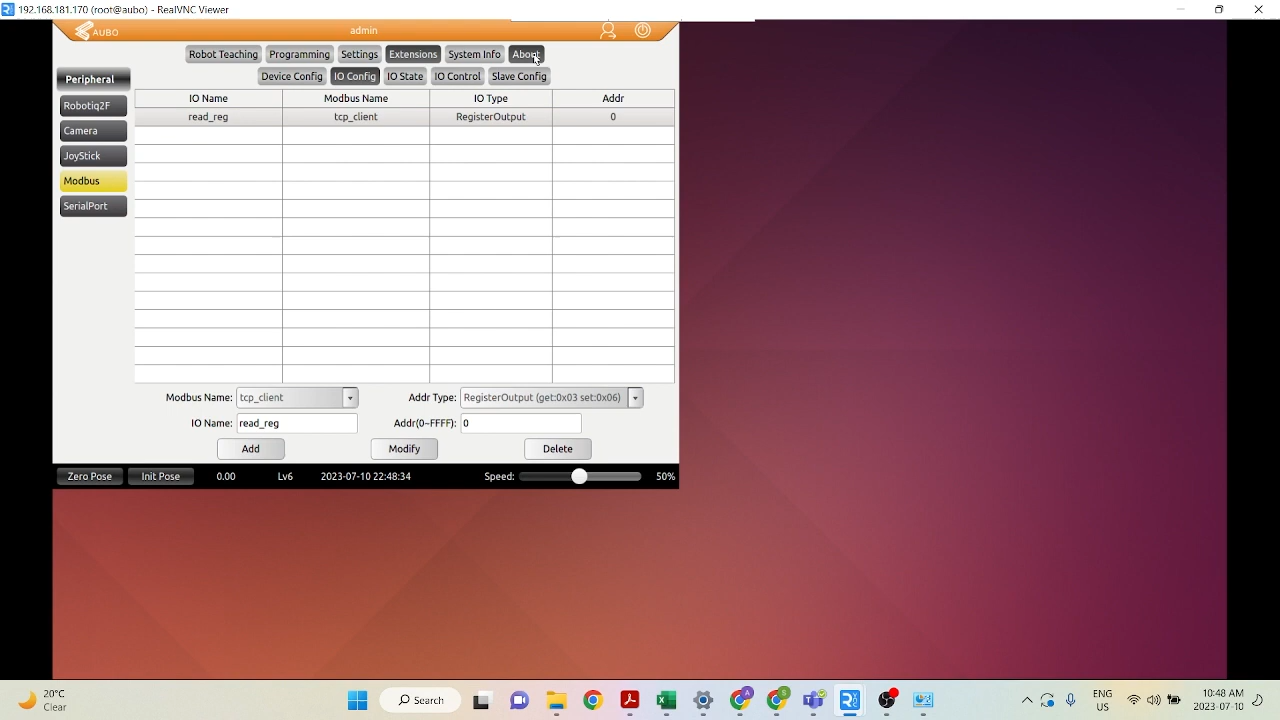 192.168.181.170 (root@aubo) - RealVNC Viewer
AUBO
admin
Robot Teaching Programming Settings Extensions System Info About
Device Config IO Config IO State IO Control Slave Config
Peripheral
Robotiq2F
Camera
JoyStick
Modbus
SerialPort
IO Name Modbus Name IO Type Addr
read_reg tcp_client RegisterOutput 0
Modbus Name: tcp_client Addr Type: RegisterOutput (get:0x03 set:0x06)
IO Name: read_reg Addr(0~FFFF): 0
Add Modify Delete
Zero Pose Init Pose 0.00 Lv6 2023-07-10 22:48:34 Speed: 50%
20°C
Clear
Search
ENG
US
10:48 AM
2023-07-10